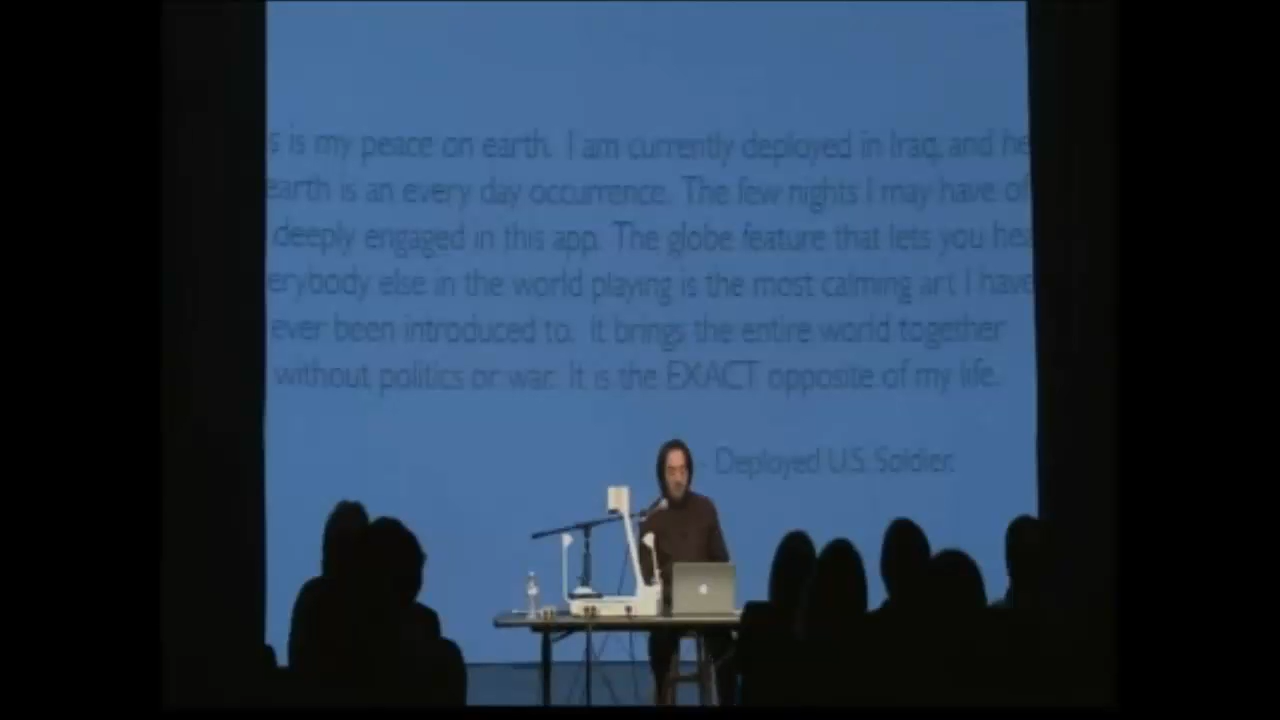 s is my peace on earth. I am currently deployed in Iraq, and he
earth is an every day occurrence. The few nights I may have of
deeply engaged in this app. The globe feature that lets you hea
erybody else in the world playing is the most calming art I have
ever been introduced to. It brings the entire world together
without politics or war. It is the EXACT opposite of my life.
- Deployed U.S. Soldier.